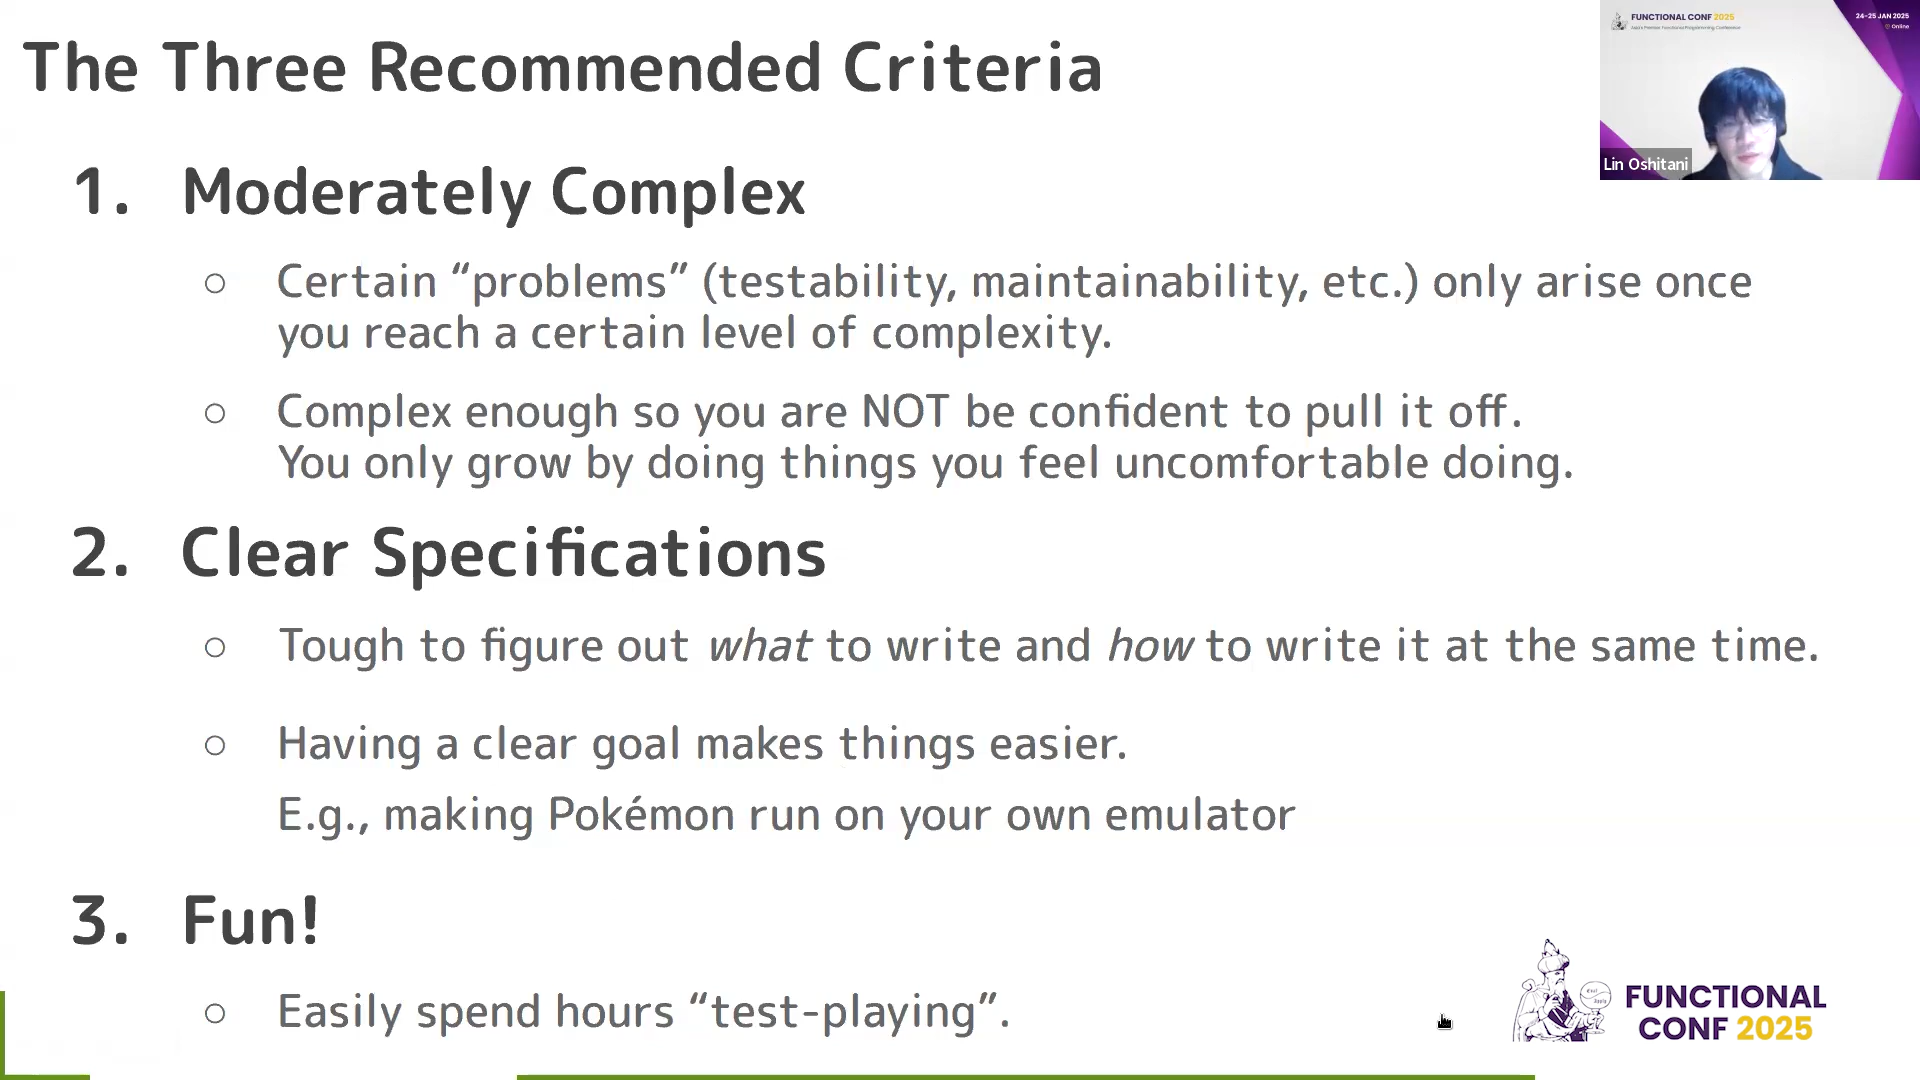 The Three Recommended Criteria
FUNCTIONAL CONF 2025
Asia's Premier Functional Programming Conference
24-25 JAN 2025
Online
Lin Oshitani
1. Moderately Complex
○ Certain “problems” (testability, maintainability, etc.) only arise once
you reach a certain level of complexity.
○ Complex enough so you are NOT be confident to pull it off.
You only grow by doing things you feel uncomfortable doing.
2. Clear Specifications
○ Tough to figure out what to write and how to write it at the same time.
○ Having a clear goal makes things easier.
E.g., making Pokémon run on your own emulator
3. Fun!
○ Easily spend hours “test-playing”.
FUNCTIONAL
CONF 2025